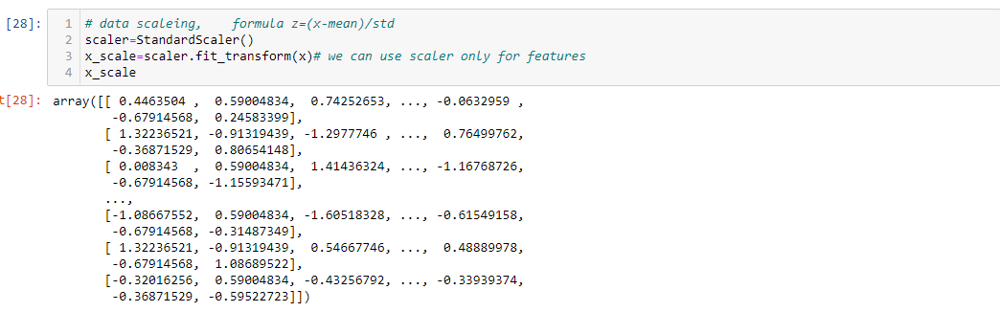 [28]: 1 # data scaleing,    formula z=(x-mean)/std
2 scaler=StandardScaler()
3 x_scale=scaler.fit_transform(x)# we can use scaler only for features
4 x_scale
t[28]: array([[ 0.4463504 ,  0.59004834,  0.74252653, ..., -0.0632959 ,
        -0.67914568,  0.24583399],
       [ 1.32236521, -0.91319439, -1.2977746 , ...,  0.76499762,
        -0.36871529,  0.80654148],
       [ 0.008343  ,  0.59004834,  1.41436324, ..., -1.16768726,
        -0.67914568, -1.15593471],
       ...,
       [-1.08667552,  0.59004834, -1.60518328, ..., -0.61549158,
        -0.67914568, -0.31487349],
       [ 1.32236521, -0.91319439,  0.54667746, ...,  0.48889978,
        -0.67914568,  1.08689522],
       [-0.32016256,  0.59004834, -0.43256792, ..., -0.33939374,
        -0.36871529, -0.59522723]])